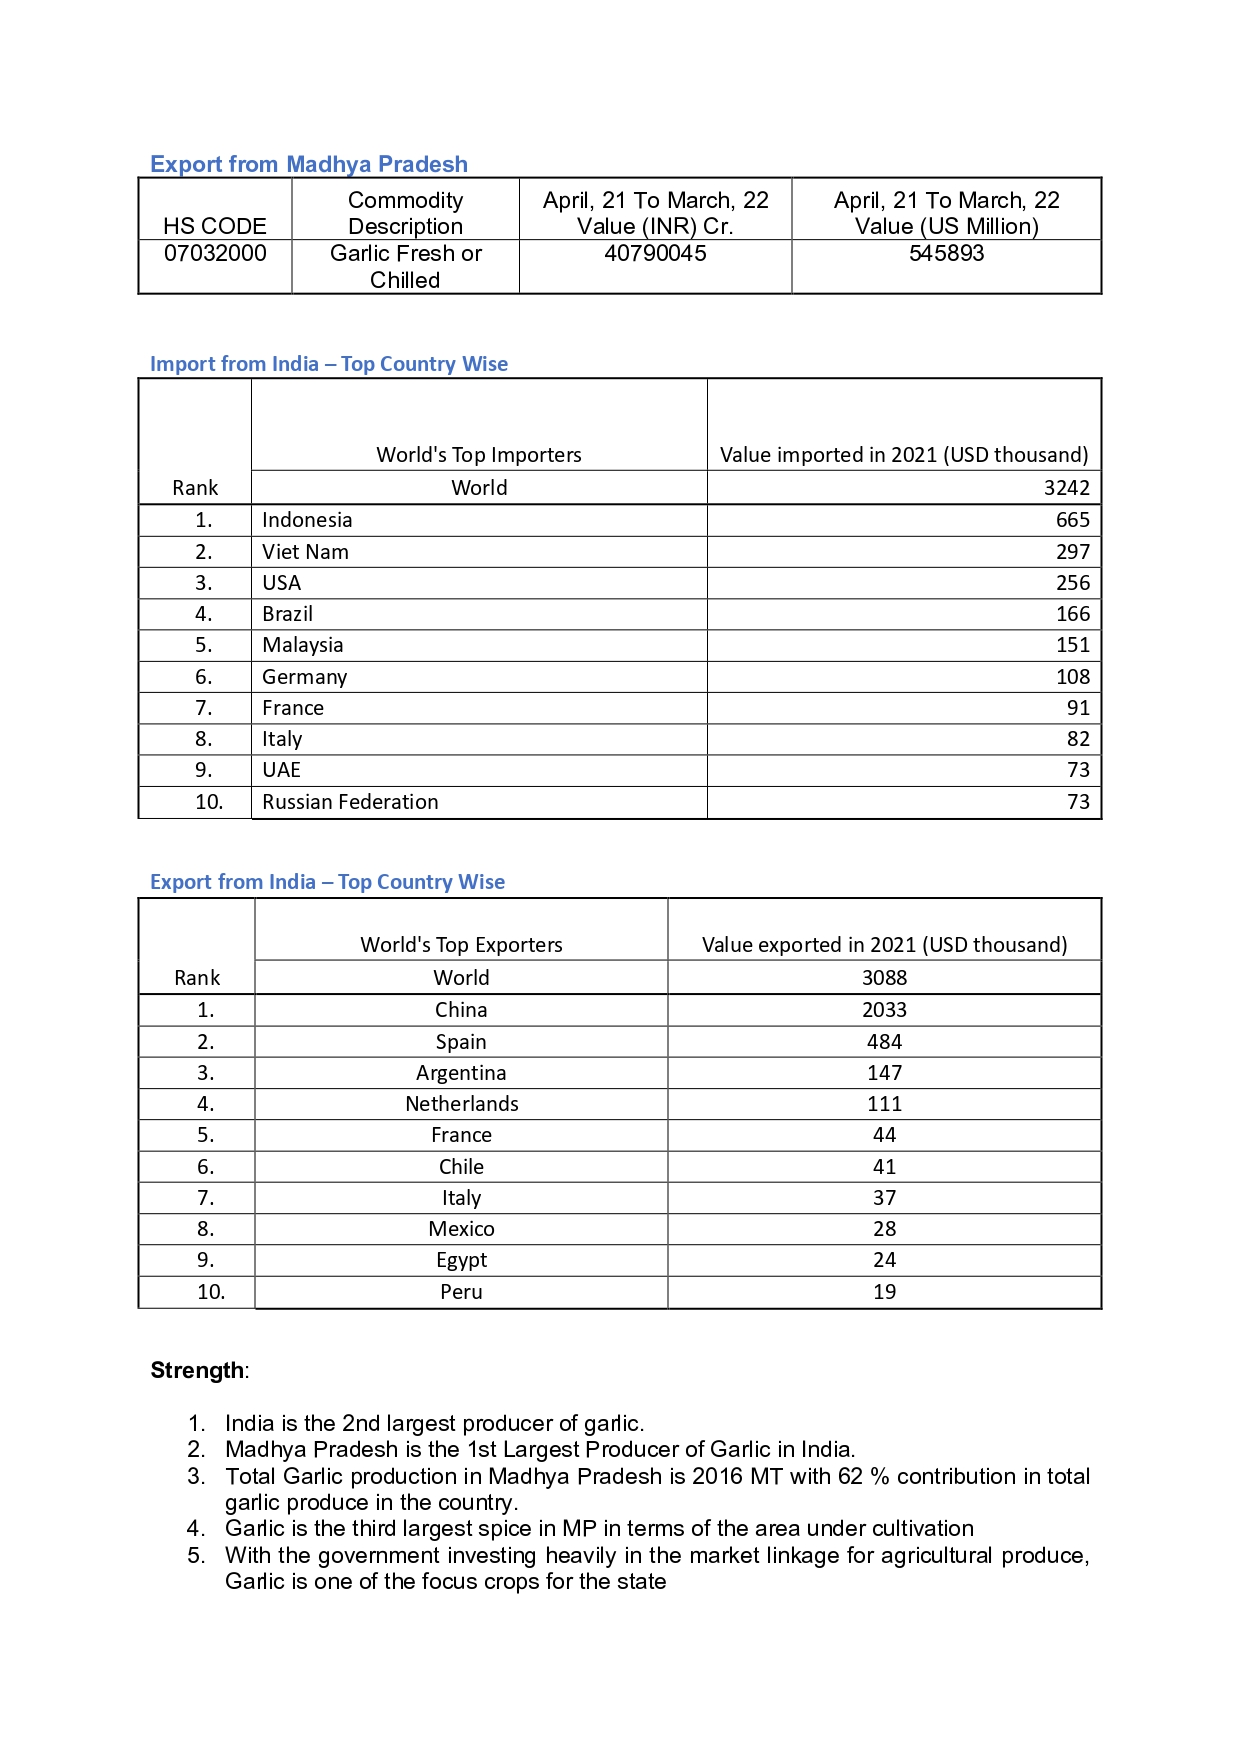 Export from Madhya Pradesh
HS CODE Commodity Description April, 21 To March, 22 Value (INR) Cr. April, 21 To March, 22 Value (US Million)
07032000 Garlic Fresh or Chilled 40790045 545893
Import from India – Top Country Wise
Rank World's Top Importers Value imported in 2021 (USD thousand)
World 3242
1. Indonesia 665
2. Viet Nam 297
3. USA 256
4. Brazil 166
5. Malaysia 151
6. Germany 108
7. France 91
8. Italy 82
9. UAE 73
10. Russian Federation 73
Export from India – Top Country Wise
Rank World's Top Exporters Value exported in 2021 (USD thousand)
World 3088
1. China 2033
2. Spain 484
3. Argentina 147
4. Netherlands 111
5. France 44
6. Chile 41
7. Italy 37
8. Mexico 28
9. Egypt 24
10. Peru 19
Strength:
1. India is the 2nd largest producer of garlic.
2. Madhya Pradesh is the 1st Largest Producer of Garlic in India.
3. Total Garlic production in Madhya Pradesh is 2016 MT with 62 % contribution in total
garlic produce in the country.
4. Garlic is the third largest spice in MP in terms of the area under cultivation
5. With the government investing heavily in the market linkage for agricultural produce,
Garlic is one of the focus crops for the state